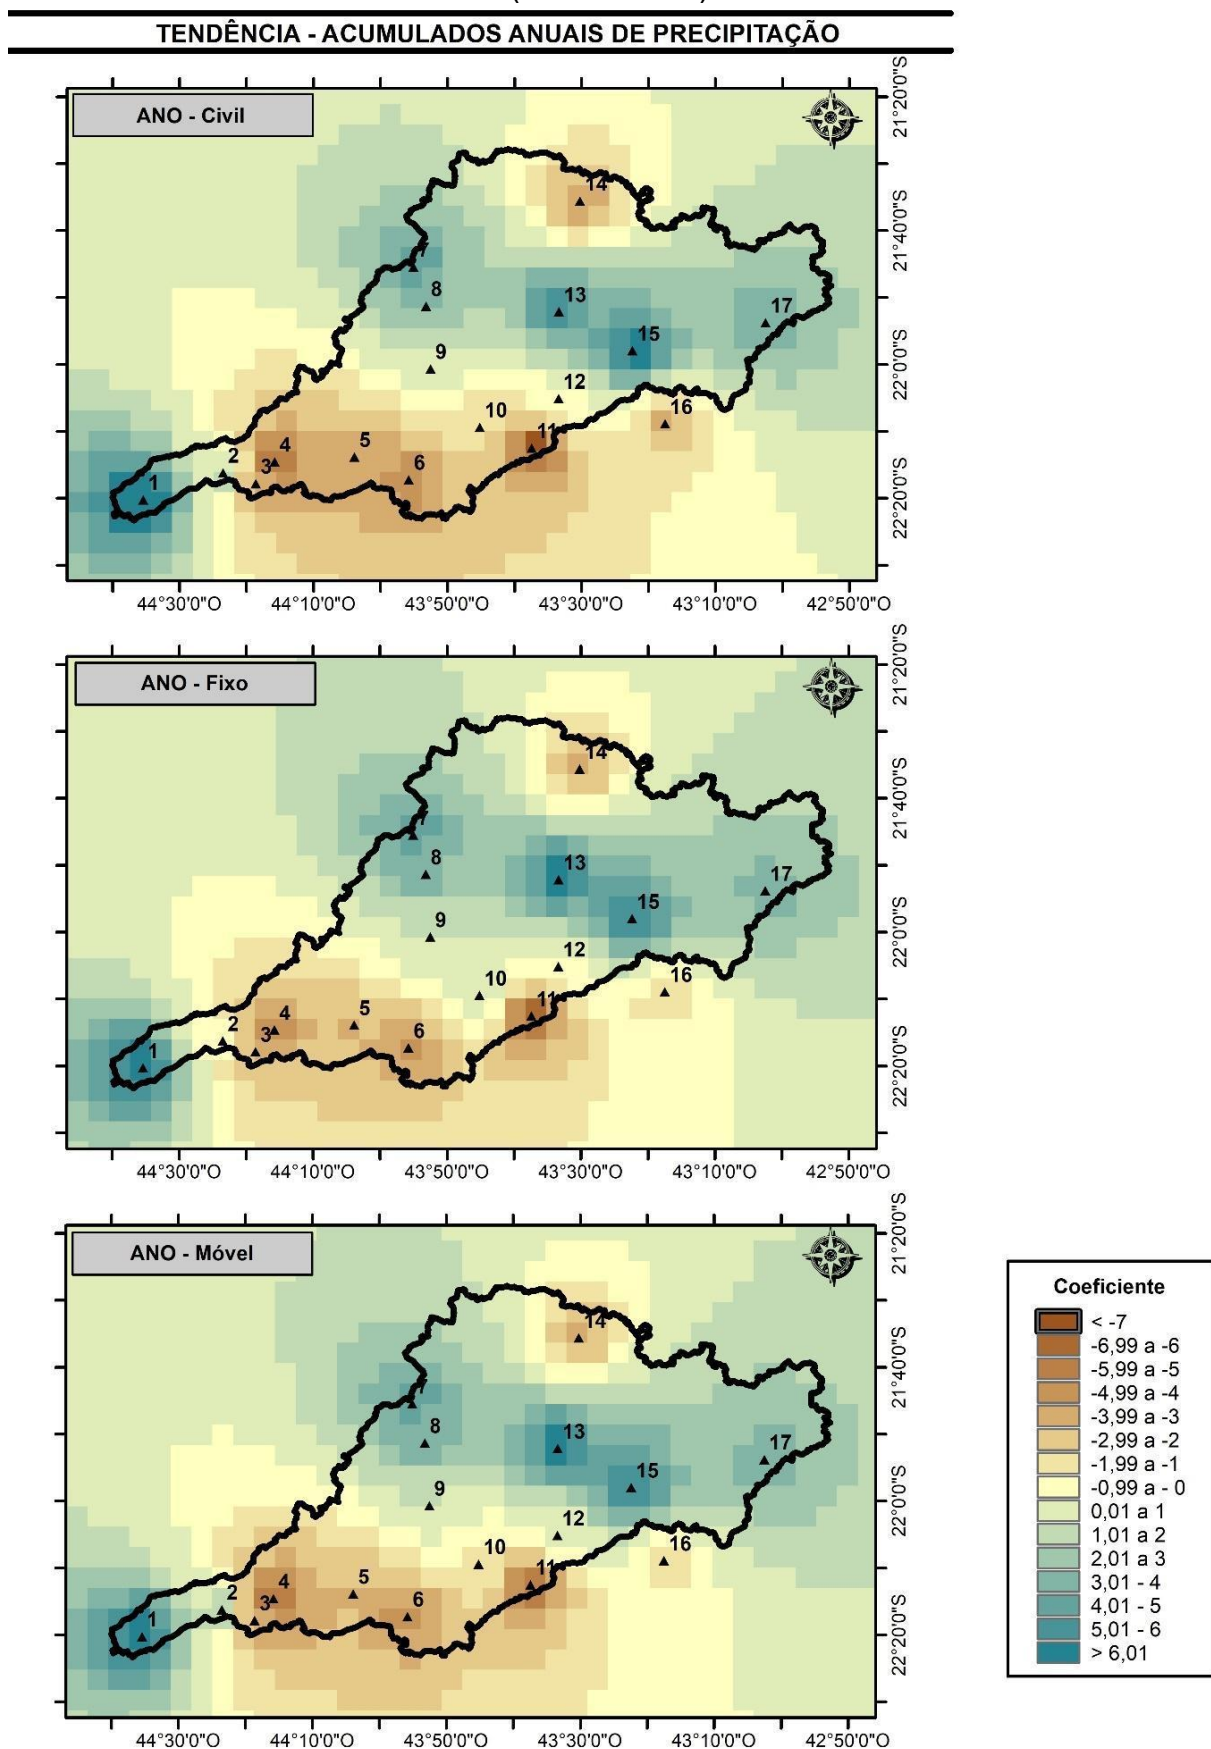 TENDÊNCIA - ACUMULADOS ANUAIS DE PRECIPITAÇÃO
ANO - Civil
21°20'0"S
21°40'0"S
22°0'0"S
22°20'0"S
14
7
8
13
17
15
9
12
10
16
11
5
4
6
2
3
1
44°30'0"O 44°10'0"O 43°50'0"O 43°30'0"O 43°10'0"O 42°50'0"O
ANO - Fixo
21°20'0"S
21°40'0"S
22°0'0"S
22°20'0"S
14
7
8
13
17
15
9
12
10
16
11
5
4
6
2
3
1
44°30'0"O 44°10'0"O 43°50'0"O 43°30'0"O 43°10'0"O 42°50'0"O
ANO - Móvel
21°20'0"S
21°40'0"S
22°0'0"S
22°20'0"S
14
7
8
13
17
15
9
12
10
16
11
5
4
6
2
3
1
44°30'0"O 44°10'0"O 43°50'0"O 43°30'0"O 43°10'0"O 42°50'0"O
Coeficiente
< -7
-6,99 a -6
-5,99 a -5
-4,99 a -4
-3,99 a -3
-2,99 a -2
-1,99 a -1
-0,99 a - 0
0,01 a 1
1,01 a 2
2,01 a 3
3,01 - 4
4,01 - 5
5,01 - 6
> 6,01